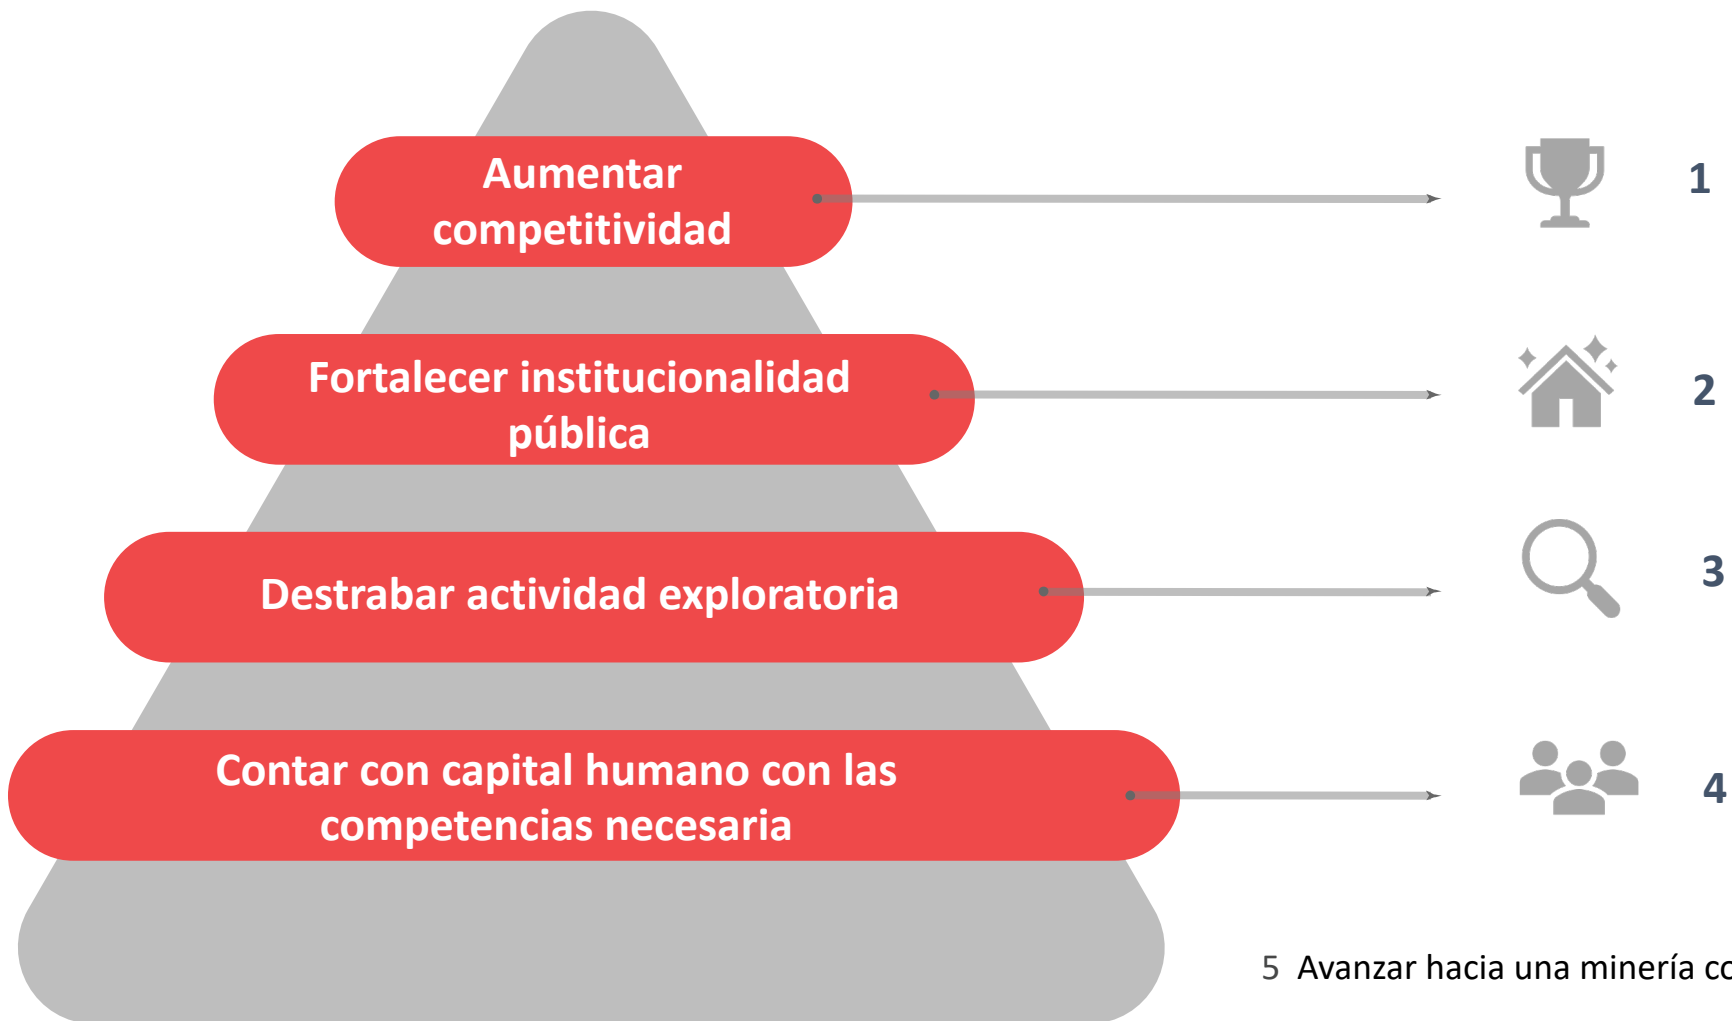 Aumentar
competitividad
1
Fortalecer institucionalidad
pública
2
Destrabar actividad exploratoria
3
Contar con capital humano con las
competencias necesaria
4
5 Avanzar hacia una minería